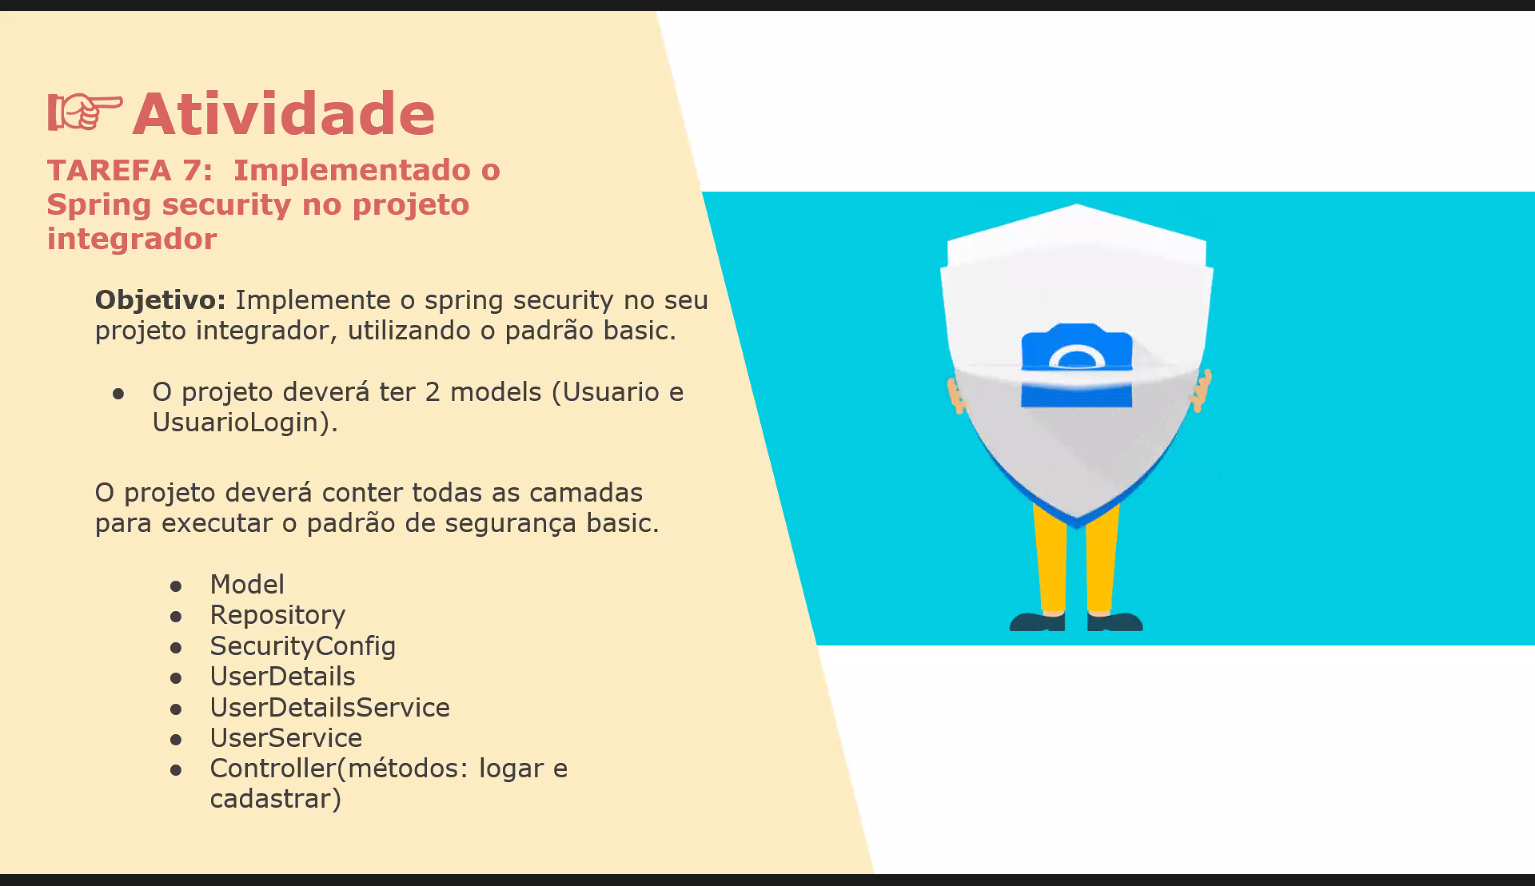 Atividade
TAREFA 7: Implementado o
Spring security no projeto
integrador
Objetivo: Implemente o spring security no seu
projeto integrador, utilizando o padrão basic.
● O projeto deverá ter 2 models (Usuario e
UsuarioLogin).
O projeto deverá conter todas as camadas
para executar o padrão de segurança basic.
● Model
● Repository
● SecurityConfig
● UserDetails
● UserDetailsService
● UserService
● Controller(métodos: logar e
cadastrar)